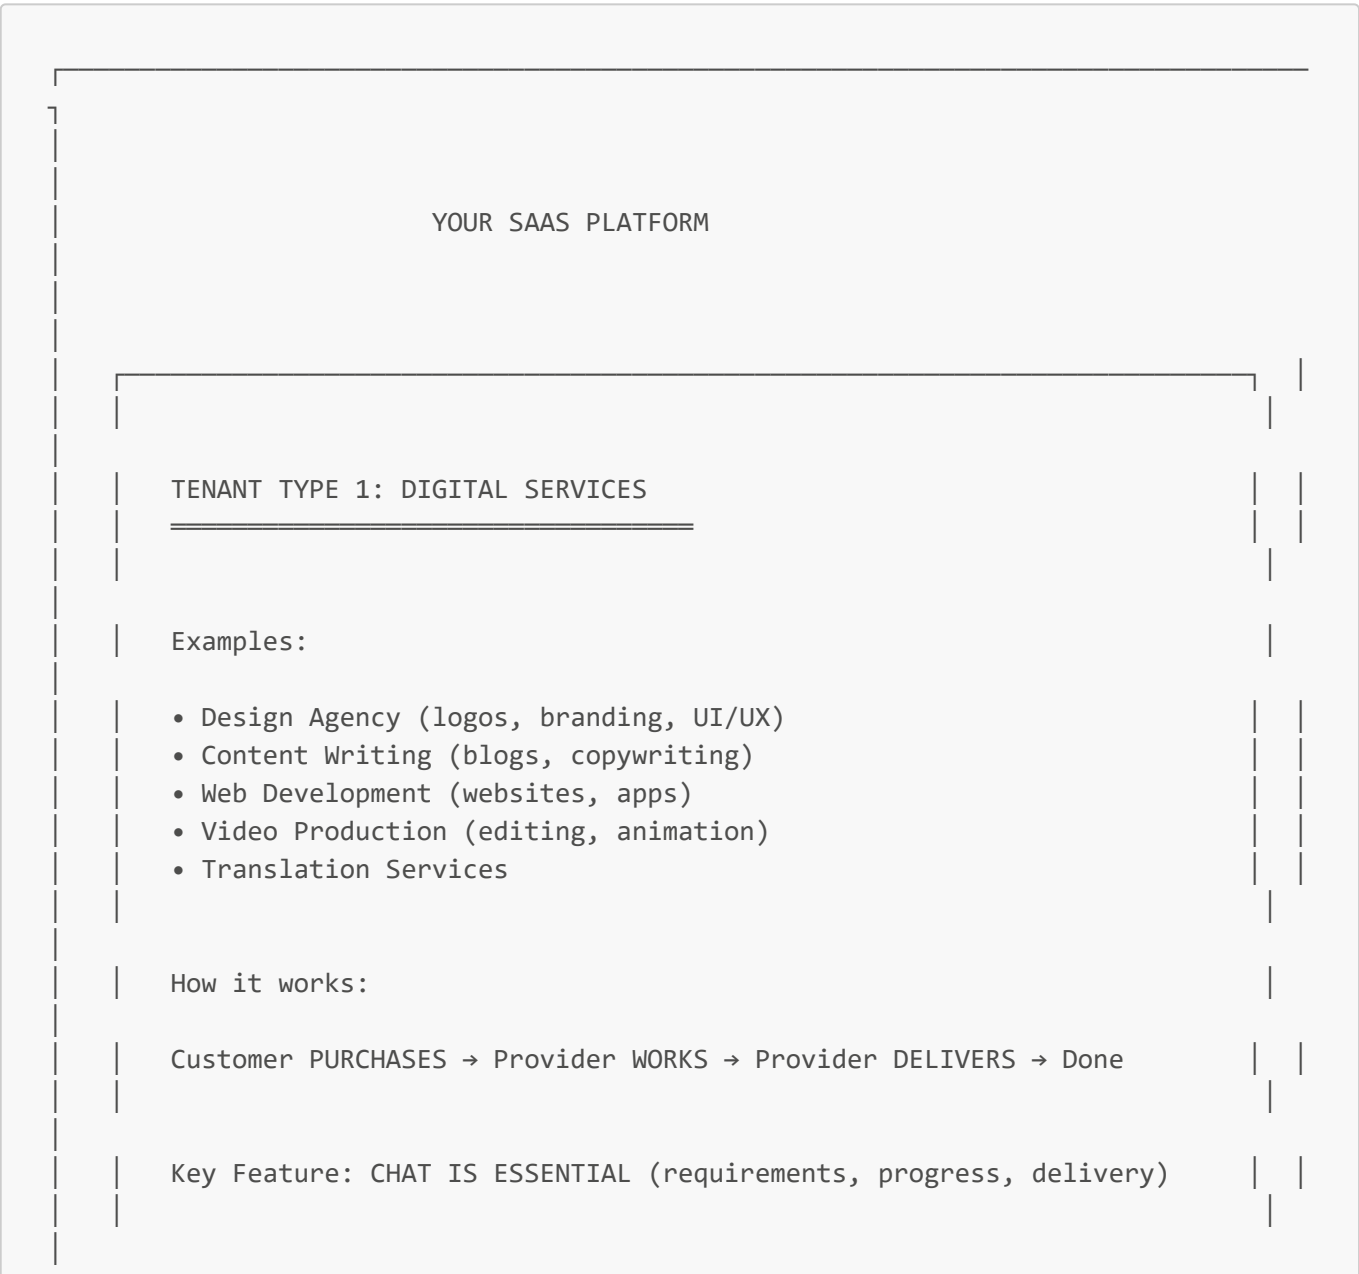 YOUR SAAS PLATFORM
TENANT TYPE 1: DIGITAL SERVICES
══════════════════════════════════
Examples:
• Design Agency (logos, branding, UI/UX)
• Content Writing (blogs, copywriting)
• Web Development (websites, apps)
• Video Production (editing, animation)
• Translation Services
How it works:
Customer PURCHASES → Provider WORKS → Provider DELIVERS → Done
Key Feature: CHAT IS ESSENTIAL (requirements, progress, delivery)